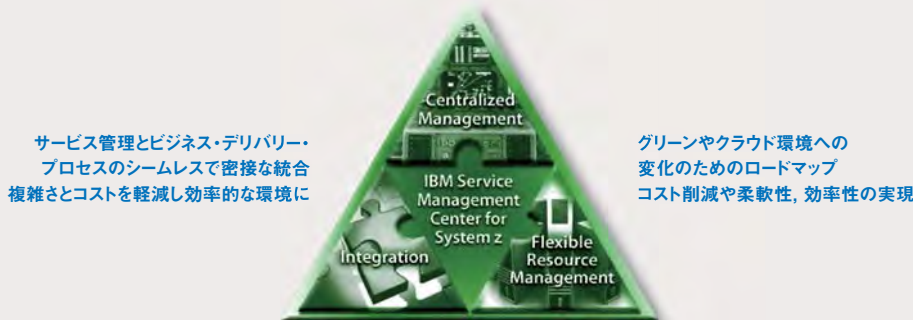 Centralized
Management
サービス管理とビジネス・デリバリー・
プロセスのシームレスで密接な統合
複雑さとコストを軽減し効率的な環境に
グリーンやクラウド環境への
変化のためのロードマップ
コスト削減や柔軟性, 効率性の実現
IBM Service
Management
Center for
System z
Integration
Flexible
Resource
Management